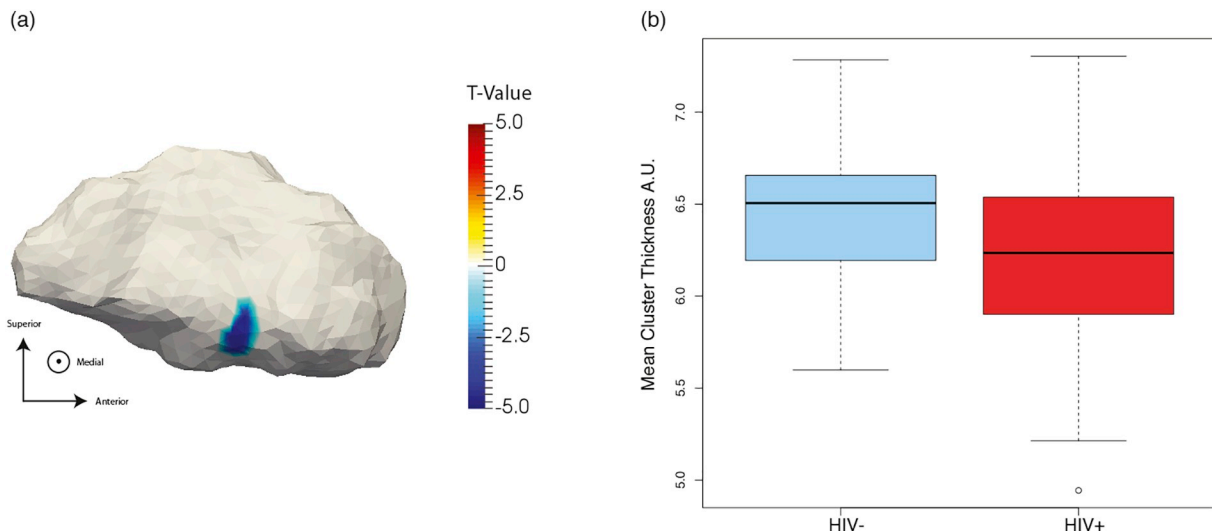 (a)
(b)
T-Value
5.0
2.5
0
-2.5
-5.0
Superior
Medial
Anterior
Mean Cluster Thickness A.U.
7.0
6.5
6.0
5.5
5.0
HIV-
HIV+